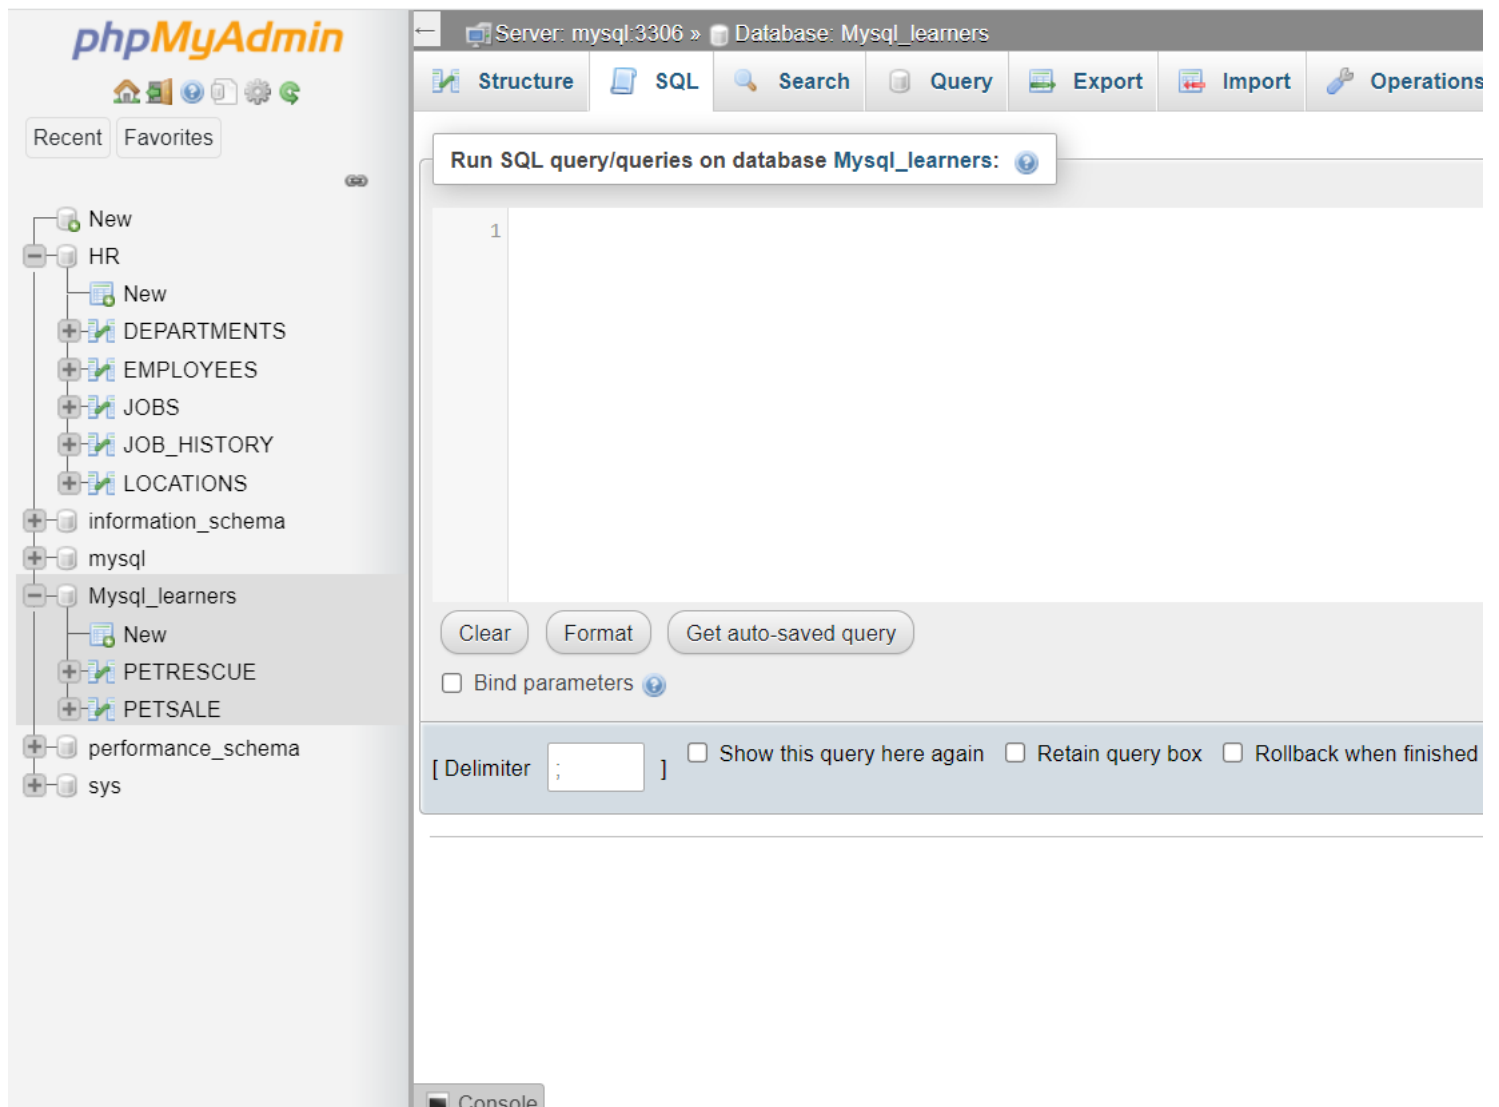 phpMyAdmin
Recent Favorites
New
HR
New
DEPARTMENTS
EMPLOYEES
JOBS
JOB_HISTORY
LOCATIONS
information_schema
mysql
Mysql_learners
New
PETRESCUE
PETSALE
performance_schema
sys
← Server: mysql:3306 » Database: Mysql_learners
Structure SQL Search Query Export Import Operations
Run SQL query/queries on database Mysql_learners:
1
Clear Format Get auto-saved query
Bind parameters
[ Delimiter ; ] Show this query here again Retain query box Rollback when finished
Console